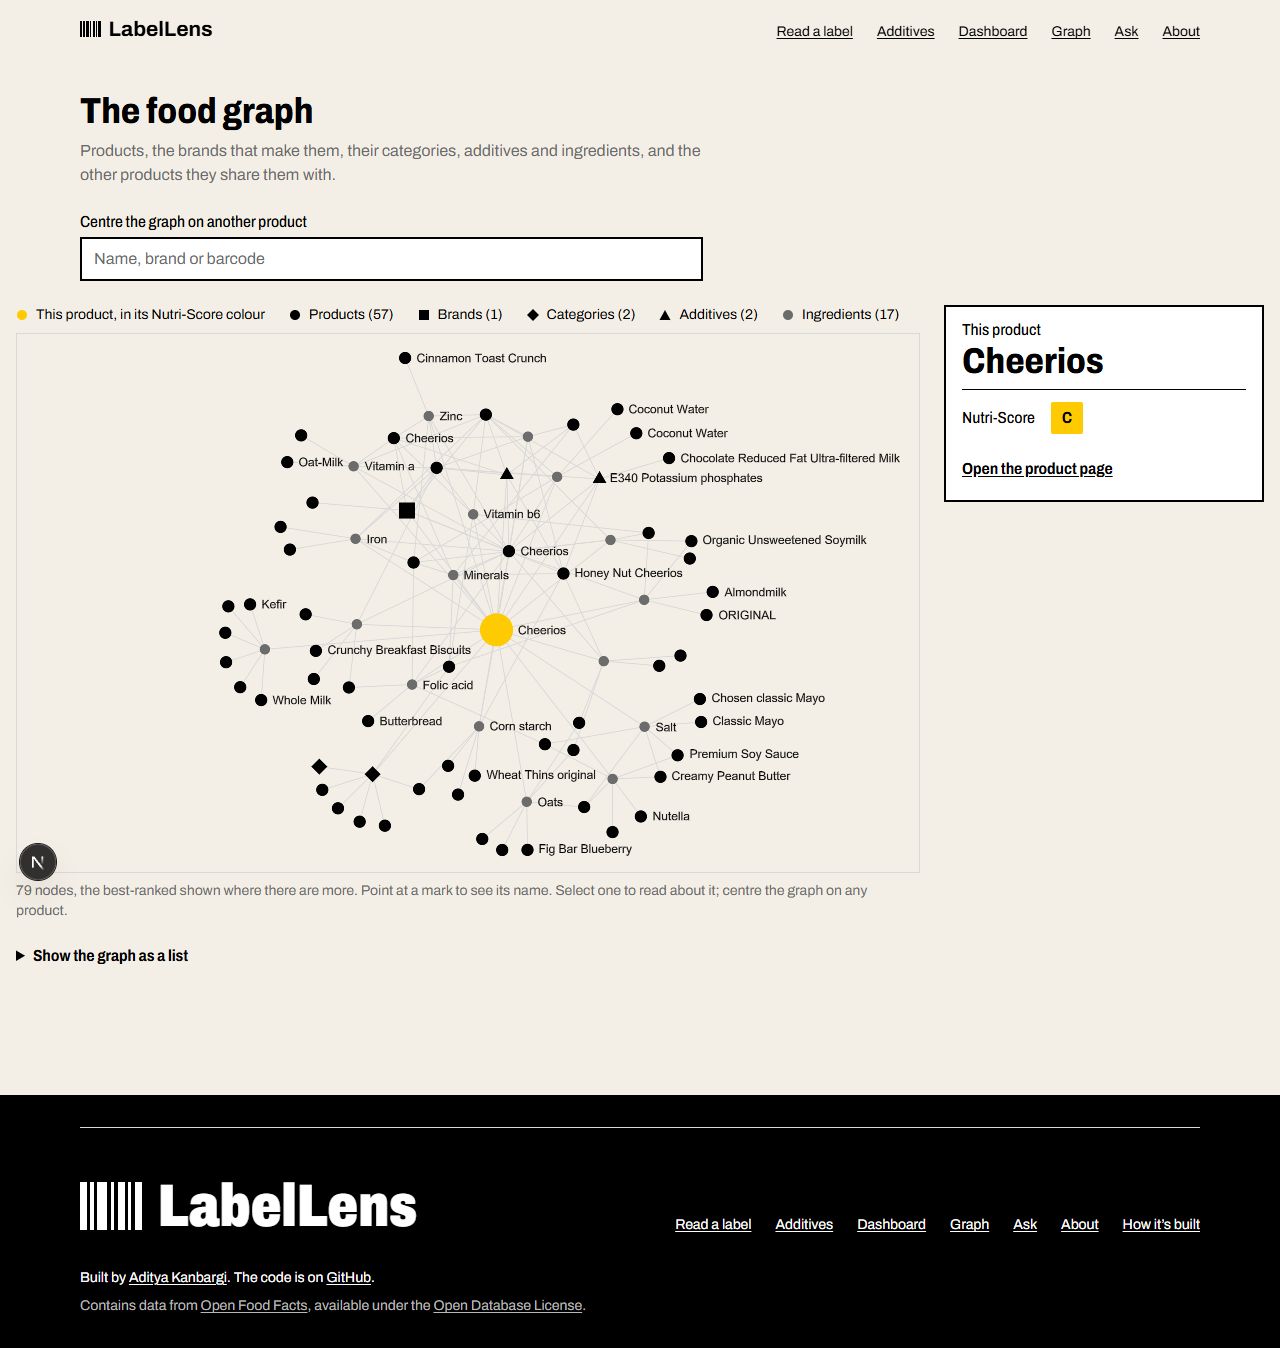 LabelLens
Read a label Additives Dashboard Graph Ask About
The food graph
Products, the brands that make them, their categories, additives and ingredients, and the
other products they share them with.
Centre the graph on another product
Name, brand or barcode
This product, in its Nutri-Score colour Products (57) Brands (1) Categories (2) Additives (2) Ingredients (17)
This product
Cheerios
Nutri-Score C
Open the product page
Cinnamon Toast Crunch
Zinc
Coconut Water
Cheerios
Coconut Water
Oat-Milk
Vitamin a
Chocolate Reduced Fat Ultra-filtered Milk
E340 Potassium phosphates
Vitamin b6
Iron
Organic Unsweetened Soymilk
Cheerios
Minerals
Honey Nut Cheerios
Almondmilk
Kefir
ORIGINAL
Cheerios
Crunchy Breakfast Biscuits
Folic acid
Whole Milk
Chosen classic Mayo
Butterbread
Classic Mayo
Corn starch
Salt
Premium Soy Sauce
Wheat Thins original
Creamy Peanut Butter
Oats
Nutella
Fig Bar Blueberry
N
79 nodes, the best-ranked shown where there are more. Point at a mark to see its name. Select one to read about it; centre the graph on any
product.
Show the graph as a list
LabelLens
Read a label Additives Dashboard Graph Ask About How it's built
Built by Aditya Kanbargi. The code is on GitHub.
Contains data from Open Food Facts, available under the Open Database License.